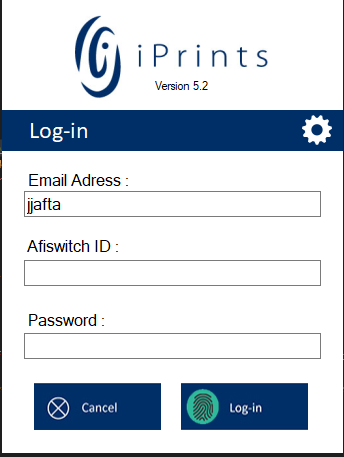 iPrints
Version 5.2
Log-in
Email Adress :
jjafta
Afiswitch ID :
Password :
Cancel
Log-in